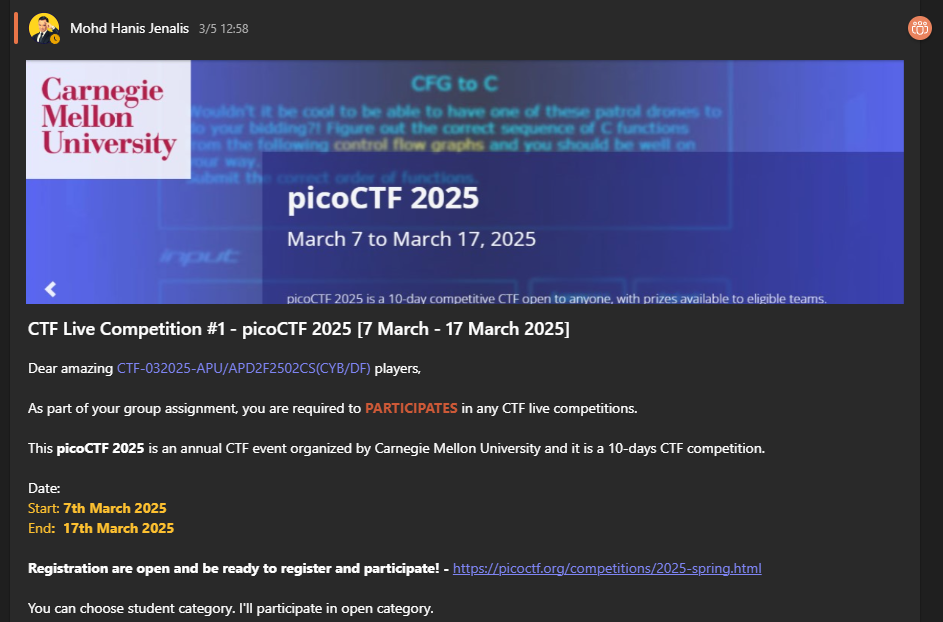 Mohd Hanis Jenalis 3/5 12:58
Carnegie
Mellon
University
CFG to C
Wouldn't it be cool to be able to have one of these patrol drones to
do your bidding?! Figure out the correct sequence of C functions
from the following control flow graphs and you should be well on
your way.
Submit the correct order of functions.
picoCTF 2025
March 7 to March 17, 2025
input
picoCTF 2025 is a 10-day competitive CTF open to anyone, with prizes available to eligible teams.
CTF Live Competition #1 - picoCTF 2025 [7 March - 17 March 2025]
Dear amazing CTF-032025-APU/APD2F2502CS(CYB/DF) players,
As part of your group assignment, you are required to PARTICIPATES in any CTF live competitions.
This picoCTF 2025 is an annual CTF event organized by Carnegie Mellon University and it is a 10-days CTF competition.
Date:
Start: 7th March 2025
End: 17th March 2025
Registration are open and be ready to register and participate! - https://picoctf.org/competitions/2025-spring.html
You can choose student category. I'll participate in open category.